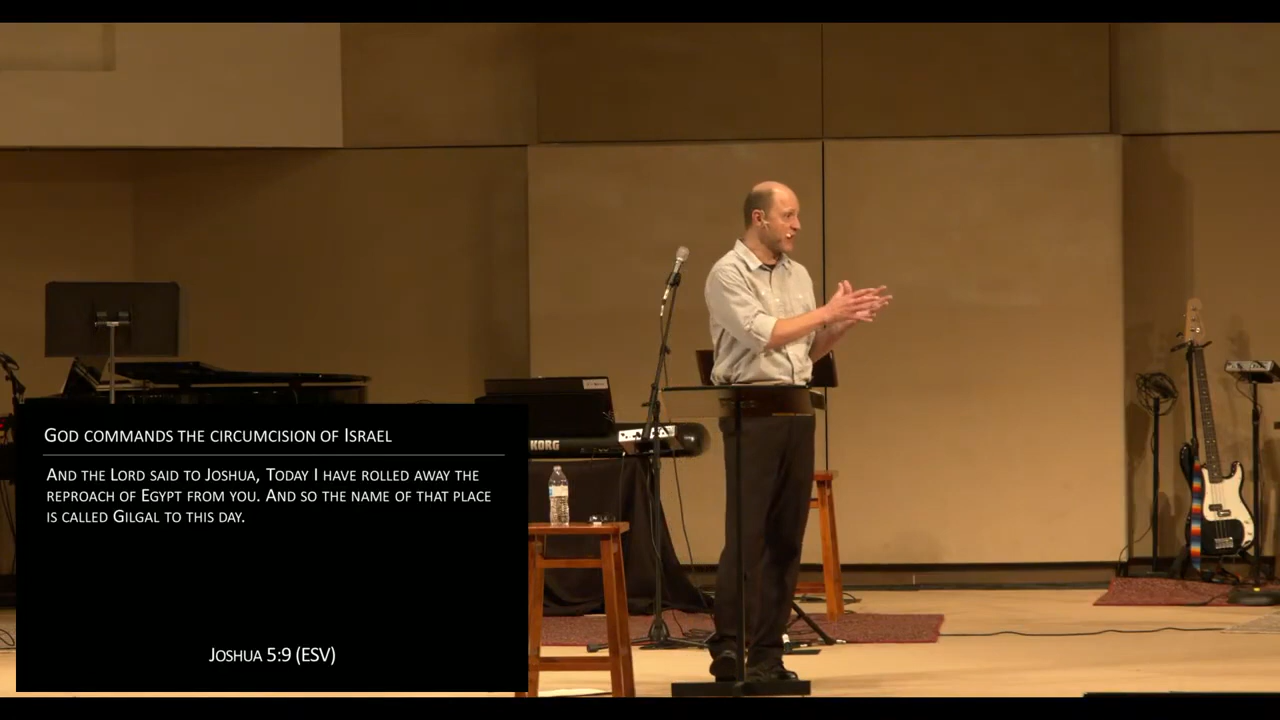 God commands the circumcision of Israel
And the Lord said to Joshua, Today I have rolled away the
reproach of Egypt from you. And so the name of that place
is called Gilgal to this day.
Joshua 5:9 (ESV)
KORG